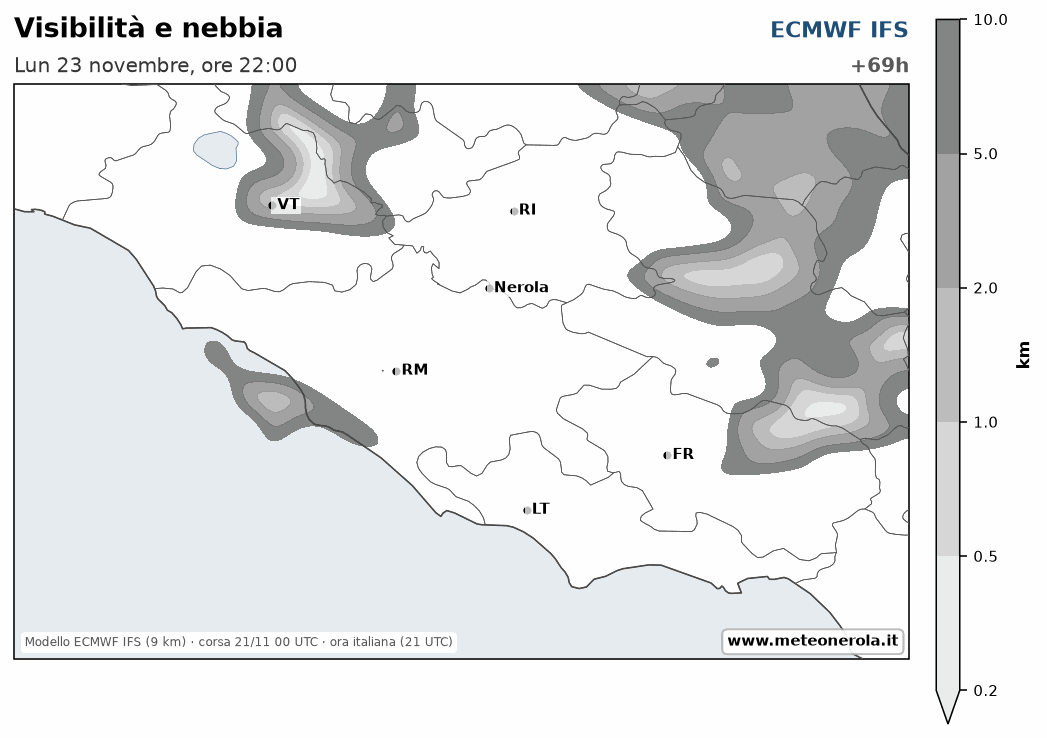 Visibilità e nebbia
ECMWF IFS
Lun 23 novembre, ore 22:00
+69h
10.0
5.0
2.0
1.0
0.5
0.2
km
VT
RI
Nerola
RM
FR
LT
Modello ECMWF IFS (9 km) · corsa 21/11 00 UTC · ora italiana (21 UTC)
www.meteonerola.it